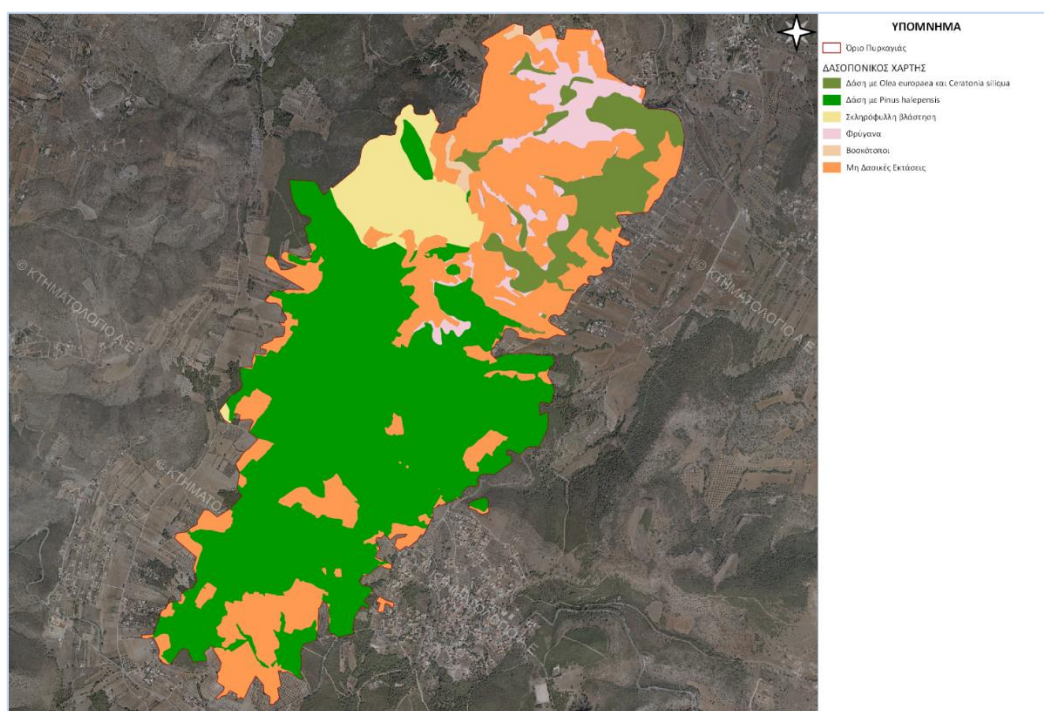 ΥΠΟΜΝΗΜΑ
Όριο Πυρκαγιάς
ΔΑΣΟΠΟΝΙΚΟΣ ΧΑΡΤΗΣ
Δάση με Olea europaea και Ceratonia siliqua
Δάση με Pinus halepensis
Σκληρόφυλλη βλάστηση
Φρύγανα
Βοσκότοποι
Μη Δασικές Εκτάσεις
© ΚΤΗΜΑΤΟΛΟΓΙΟ Α.Ε.
© ΚΤΗΜΑΤΟΛΟΓΙΟ Α.Ε.
© ΚΤΗΜΑΤΟΛ